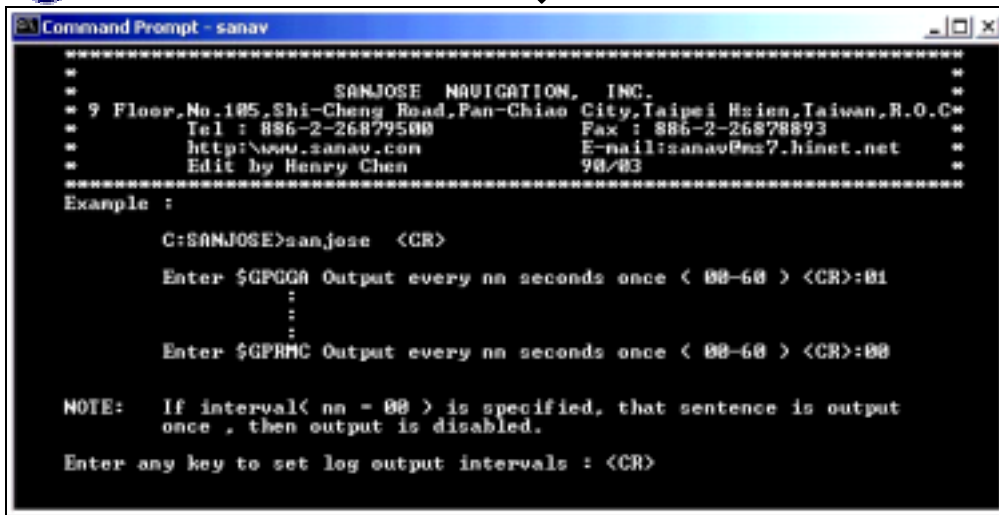 Command Prompt - sanav
**********************************************************************
* *
* SANJOSE NAVIGATION, INC. *
* 9 Floor,No.105,Shi-Cheng Road,Pan-Chiao City,Taipei Hsien,Taiwan,R.O.C*
* Tel : 886-2-26879500 Fax : 886-2-26878893 *
* http:\www.sanav.com E-mail:sanav@ms7.hinet.net *
* Edit by Henry Chen 90/03 *
**********************************************************************
Example :
C:SANJOSE>sanjose <CR>
Enter $GPGGA Output every nn seconds once ( 00-60 ) <CR>:01
:
:
:
Enter $GPRMC Output every nn seconds once ( 00-60 ) <CR>:00
NOTE: If interval( nn = 00 ) is specified, that sentence is output
once , then output is disabled.
Enter any key to set log output intervals : <CR>